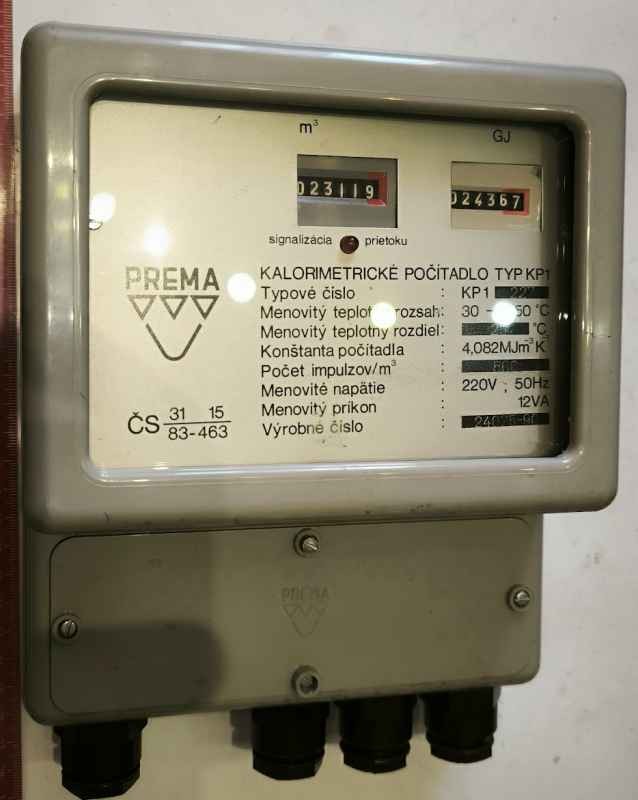 m³
GJ
023119
024367
signalizácia prietoku
PREMA
KALORIMETRICKÉ POČÍTADLO TYP KP1
Typové číslo : KP1
Menovitý teplotný rozsah: 30 – 150 °C
Menovitý teplotný rozdiel: °C
Konštanta počítadla : 4,082MJm³K¹
Počet impulzov/m³ :
Menovité napätie : 220V ; 50Hz
Menovitý príkon : 12VA
Výrobné číslo :
ČS 31 15
83-463
PREMA